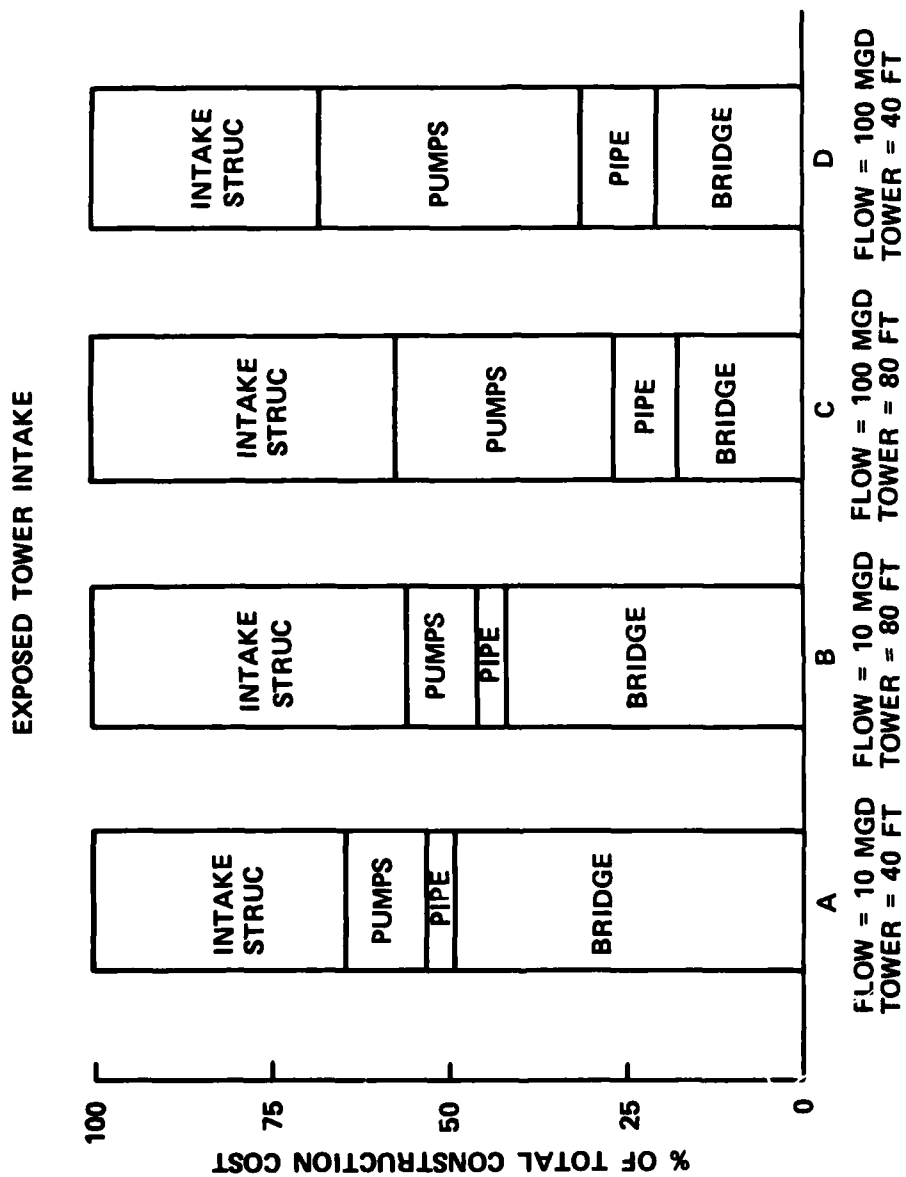 EXPOSED TOWER INTAKE
% OF TOTAL CONSTRUCTION COST
100
75
50
25
0
INTAKE
STRUC
PUMPS
PIPE
BRIDGE
A
FLOW = 10 MGD
TOWER = 40 FT
INTAKE
STRUC
PUMPS
PIPE
BRIDGE
B
FLOW = 10 MGD
TOWER = 80 FT
INTAKE
STRUC
PUMPS
PIPE
BRIDGE
C
FLOW = 100 MGD
TOWER = 80 FT
INTAKE
STRUC
PUMPS
PIPE
BRIDGE
D
FLOW = 100 MGD
TOWER = 40 FT